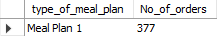 type_of_meal_plan No_of_orders
Meal Plan 1 377